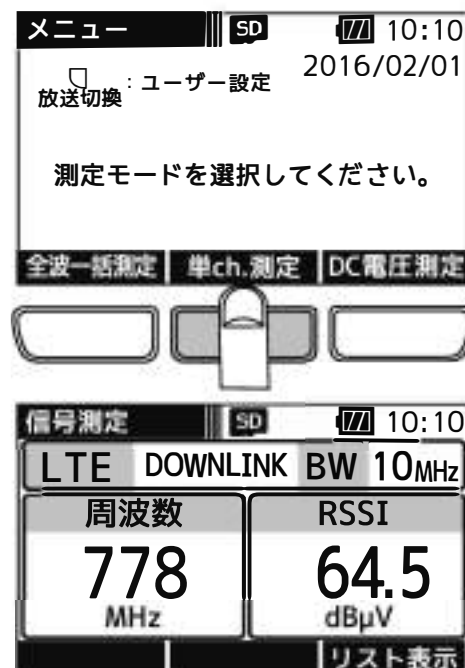 メニュー SD 10:10
2016/02/01
放送切換:ユーザー設定
測定モードを選択してください。
全波一括測定 単ch.測定 DC電圧測定
信号測定 SD 10:10
LTE DOWNLINK BW 10MHz
周波数 RSSI
778 64.5
MHz dBμV
リスト表示